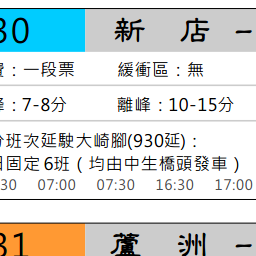 30 新 店 -
費：一段票 緩衝區：無
峰：7-8分 離峰：10-15分
分班次延駛大崎腳(930延)：
日固定6班（均由中生橋頭發車）
30 07:00 07:30 16:30 17:00
31 蘆 洲 -